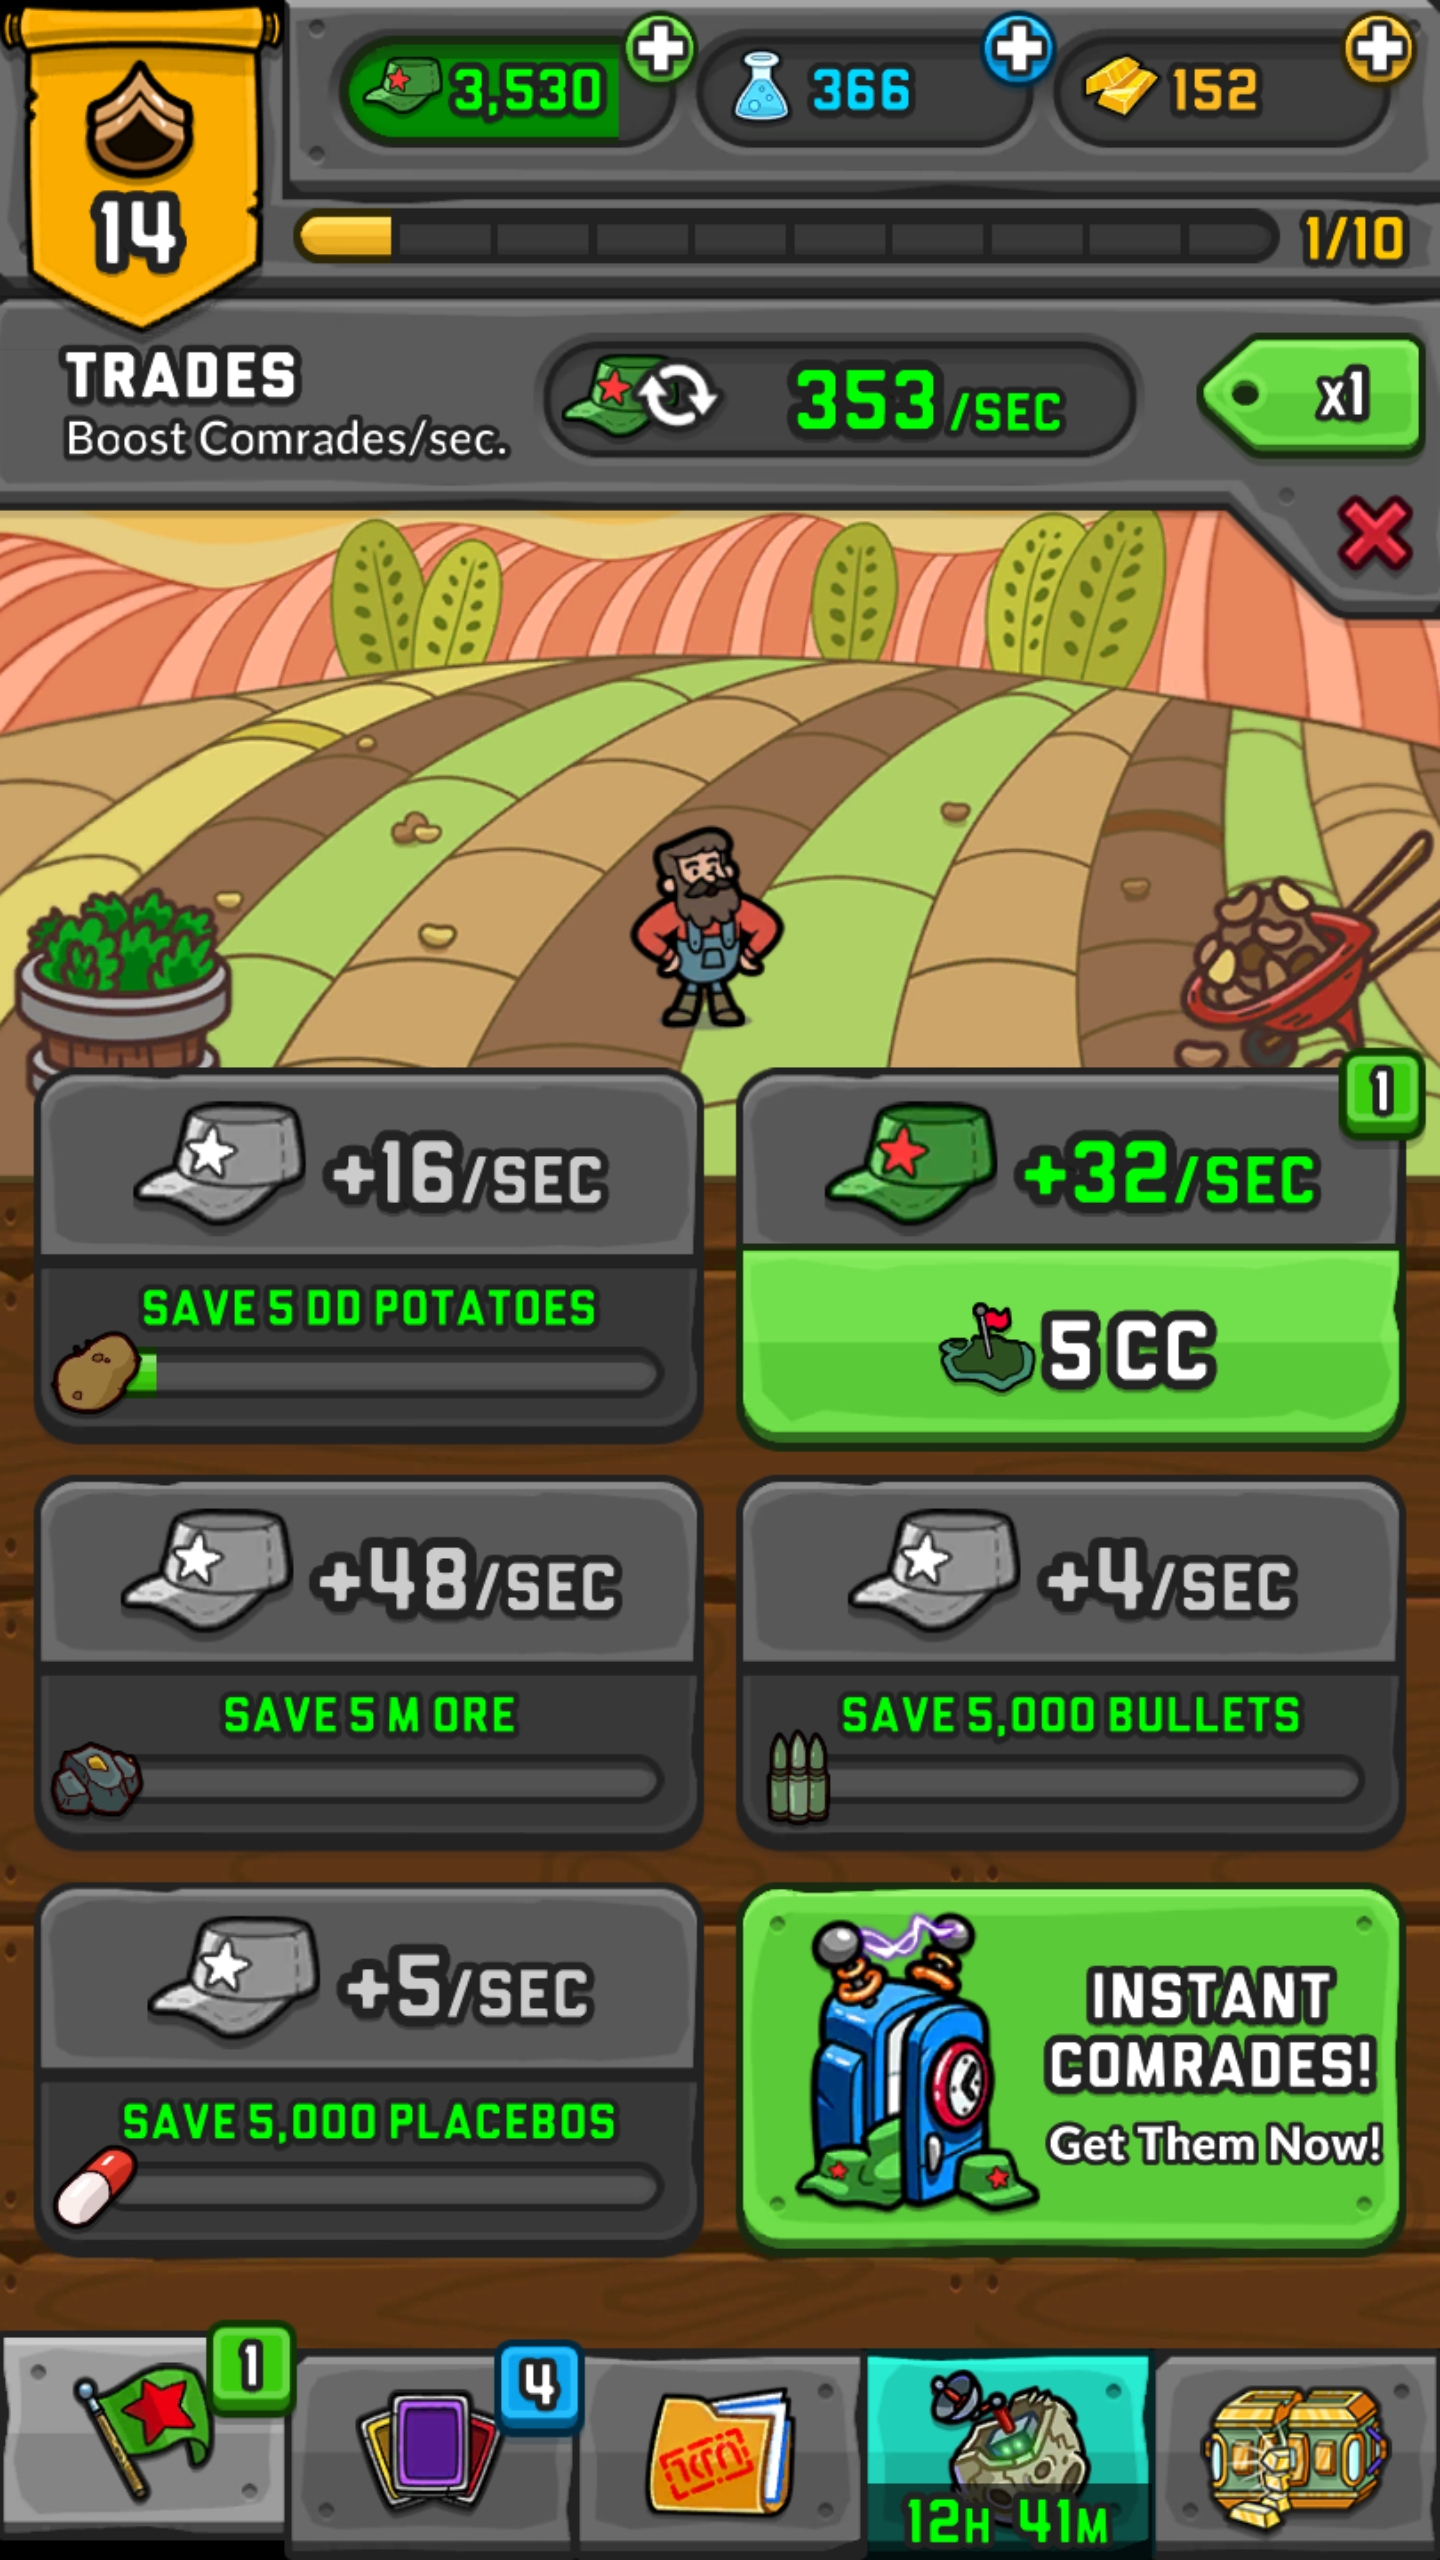 3,530
366
152
14
1/10
TRADES
Boost Comrades/sec.
353/SEC
x1
+16/SEC
SAVE 5 DD POTATOES
1
+32/SEC
5 CC
+48/SEC
SAVE 5 M ORE
+4/SEC
SAVE 5,000 BULLETS
+5/SEC
SAVE 5,000 PLACEBOS
INSTANT
COMRADES!
Get Them Now!
1
4
12H 41M